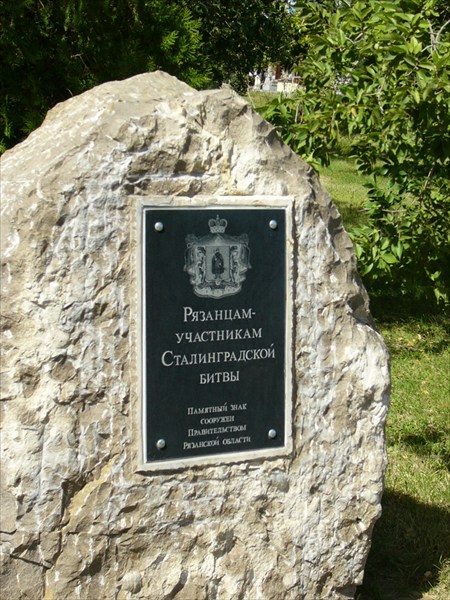 Рязанцам-
участникам
Сталинградской
битвы
Памятный знак
сооружен
Правительством
Рязанской области